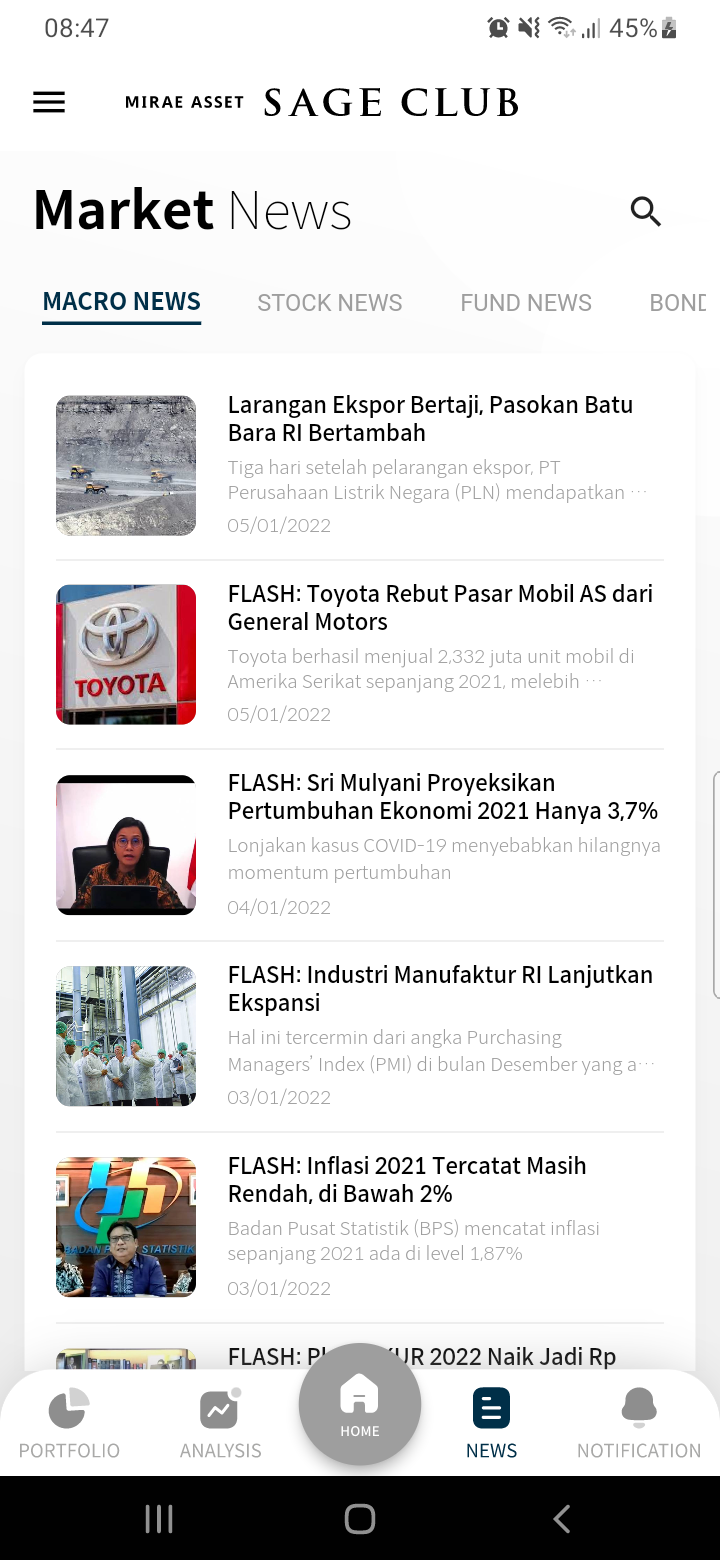 08:47
45%
MIRAE ASSET SAGE CLUB
Market News
MACRO NEWS STOCK NEWS FUND NEWS BOND
Larangan Ekspor Bertaji, Pasokan Batu
Bara RI Bertambah
Tiga hari setelah pelarangan ekspor, PT
Perusahaan Listrik Negara (PLN) mendapatkan ...
05/01/2022
TOYOTA
FLASH: Toyota Rebut Pasar Mobil AS dari
General Motors
Toyota berhasil menjual 2,332 juta unit mobil di
Amerika Serikat sepanjang 2021, melebih ...
05/01/2022
FLASH: Sri Mulyani Proyeksikan
Pertumbuhan Ekonomi 2021 Hanya 3,7%
Lonjakan kasus COVID-19 menyebabkan hilangnya
momentum pertumbuhan
04/01/2022
FLASH: Industri Manufaktur RI Lanjutkan
Ekspansi
Hal ini tercermin dari angka Purchasing
Managers' Index (PMI) di bulan Desember yang a...
03/01/2022
STATISTIK
FLASH: Inflasi 2021 Tercatat Masih
Rendah, di Bawah 2%
Badan Pusat Statistik (BPS) mencatat inflasi
sepanjang 2021 ada di level 1,87%
03/01/2022
FLASH: UR 2022 Naik Jadi Rp
PORTFOLIO ANALYSIS HOME NEWS NOTIFICATION